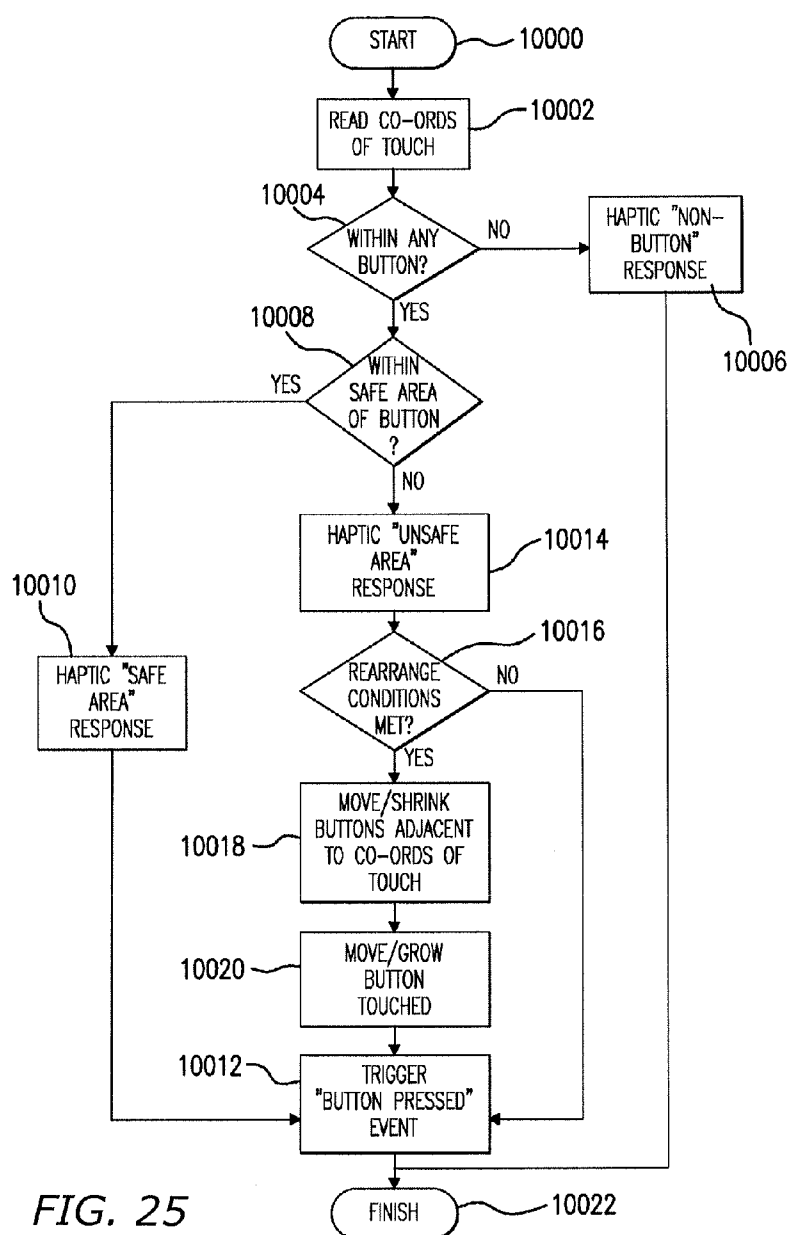 START
10000
READ CO-ORDS
OF TOUCH
10002
10004
WITHIN ANY
BUTTON?
NO
HAPTIC "NON-
BUTTON"
RESPONSE
10006
YES
10008
WITHIN
SAFE AREA
OF BUTTON
?
YES
NO
HAPTIC "UNSAFE
AREA"
RESPONSE
10014
10010
HAPTIC "SAFE
AREA"
RESPONSE
10016
REARRANGE
CONDITIONS
MET?
NO
YES
MOVE/SHRINK
BUTTONS ADJACENT
TO CO-ORDS OF
TOUCH
10018
MOVE/GROW
BUTTON
TOUCHED
10020
10012
TRIGGER
"BUTTON PRESSED"
EVENT
FINISH
10022
FIG. 25